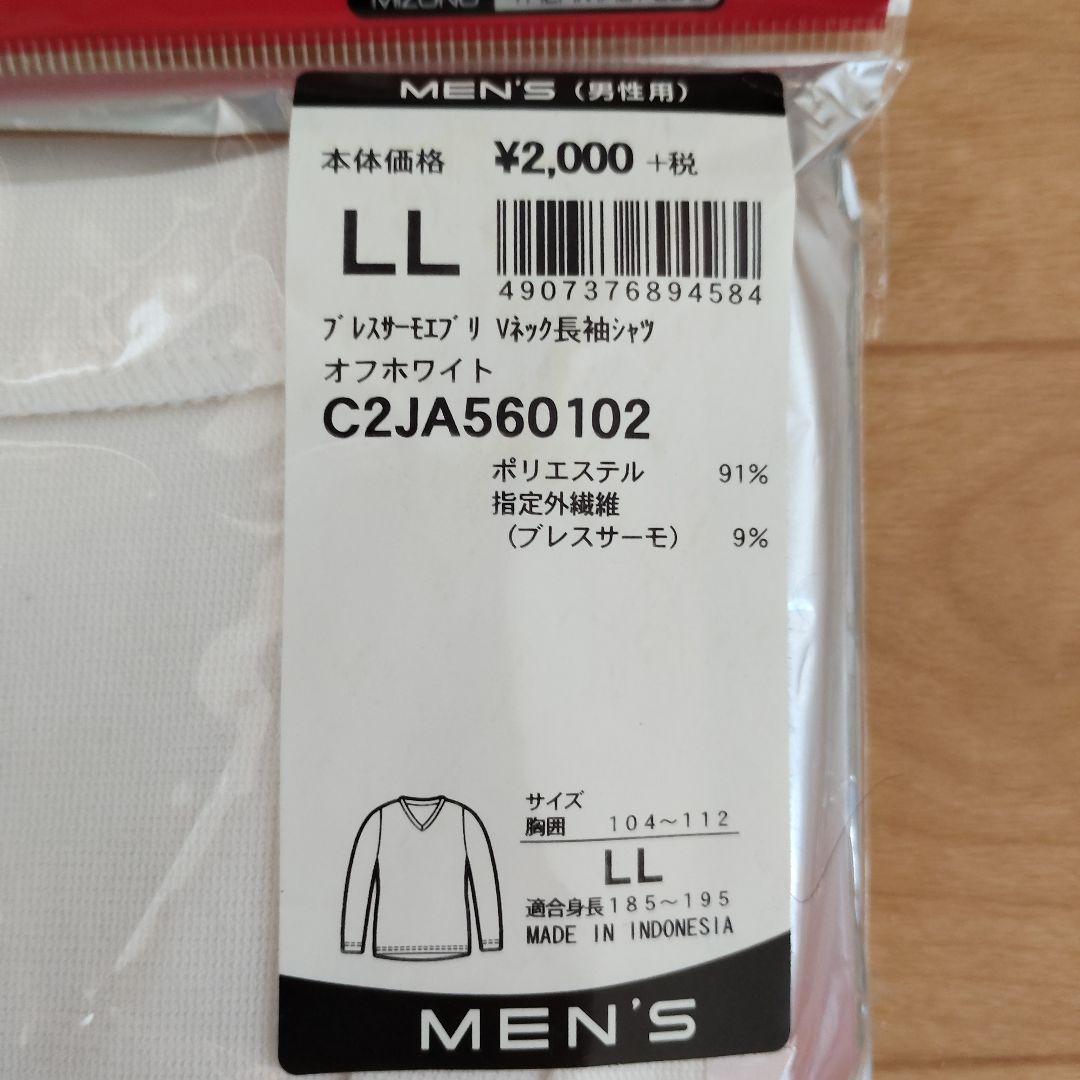 MIZUNO
MEN'S (男性用)
本体価格 ¥2,000 +税
LL
4907376894584
ﾌﾞﾚｽｻｰﾓｴﾌﾞﾘ Vﾈｯｸ長袖ｼｬﾂ
オフホワイト
C2JA560102
ポリエステル 91%
指定外繊維
(ブレスサーモ) 9%
サイズ
胸囲 104~112
LL
適合身長185~195
MADE IN INDONESIA
MEN'S